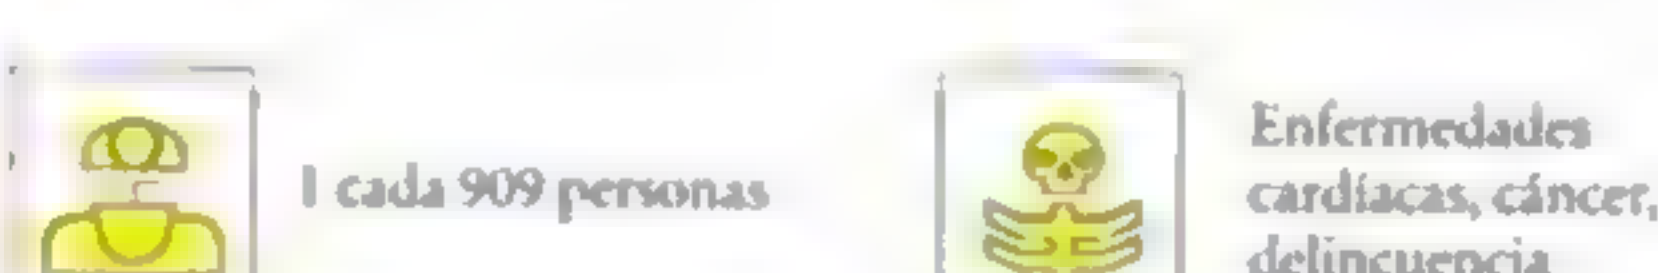 1 cada 909 personas
Enfermedades
cardíacas, cáncer,
delincuencia